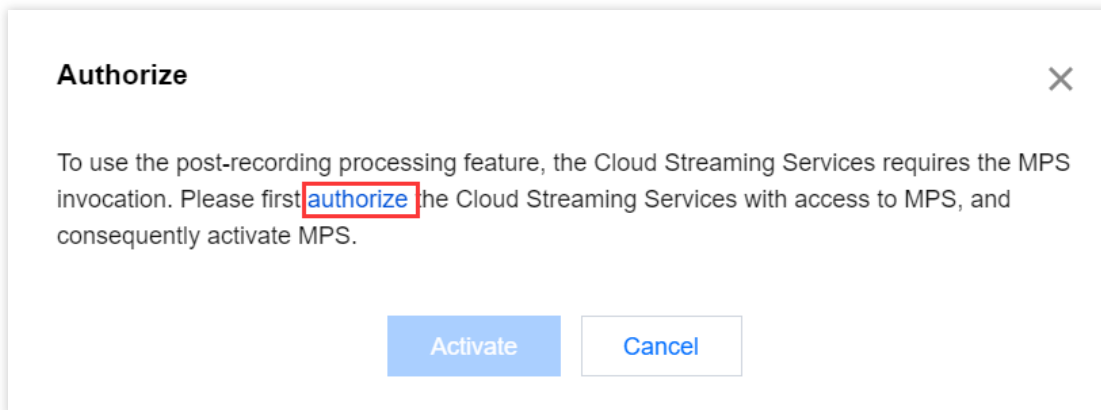 Authorize
To use the post-recording processing feature, the Cloud Streaming Services requires the MPS
invocation. Please first authorize the Cloud Streaming Services with access to MPS, and
consequently activate MPS.
Activate
Cancel